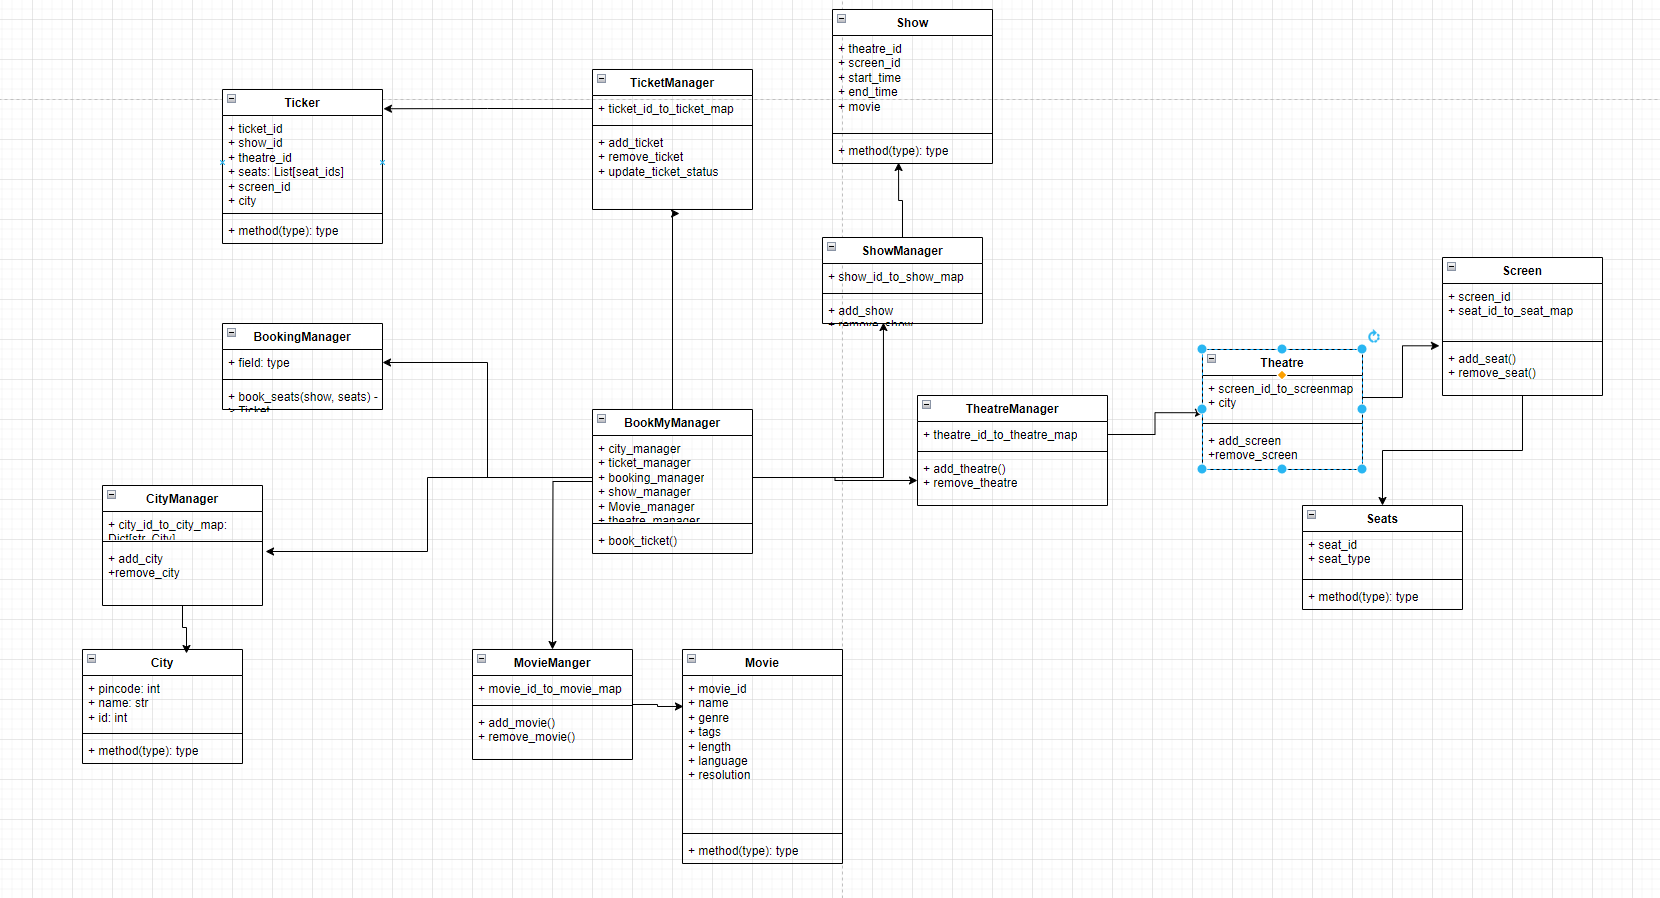 Show
+ theatre_id
+ screen_id
+ start_time
+ end_time
+ movie
+ method(type): type
TicketManager
+ ticket_id_to_ticket_map
+ add_ticket
+ remove_ticket
+ update_ticket_status
Ticker
+ ticket_id
+ show_id
+ theatre_id
+ seats: List[seat_ids]
+ screen_id
+ city
+ method(type): type
ShowManager
+ show_id_to_show_map
+ add_show
+ remove_show
Screen
+ screen_id
+ seat_id_to_seat_map
+ add_seat()
+ remove_seat()
BookingManager
+ field: type
+ book_seats(show, seats) -
> Ticket
Theatre
+ screen_id_to_screenmap
+ city
+ add_screen
+remove_screen
TheatreManager
+ theatre_id_to_theatre_map
+ add_theatre()
+ remove_theatre
BookMyManager
+ city_manager
+ ticket_manager
+ booking_manager
+ show_manager
+ Movie_manager
+ theatre_manager
+ book_ticket()
CityManager
+ city_id_to_city_map:
Dict[str, City]
+ add_city
+remove_city
Seats
+ seat_id
+ seat_type
+ method(type): type
City
+ pincode: int
+ name: str
+ id: int
+ method(type): type
MovieManger
+ movie_id_to_movie_map
+ add_movie()
+ remove_movie()
Movie
+ movie_id
+ name
+ genre
+ tags
+ length
+ language
+ resolution
+ method(type): type